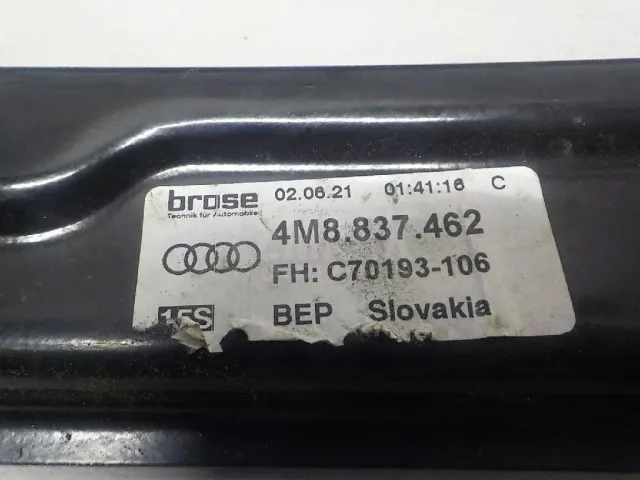 brose 02.06.21 01:41:16 C
Technik für Automobile
4M8.837.462
FH: C70193-106
15S BEP Slovakia